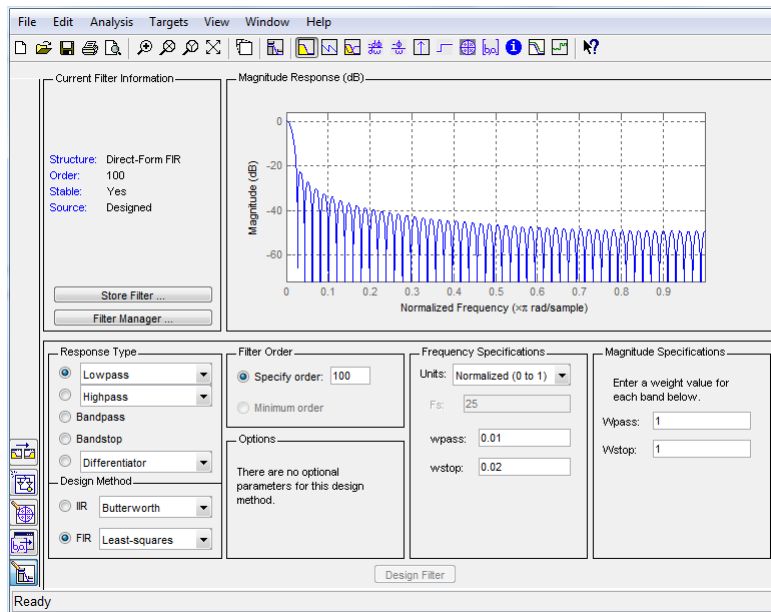 File Edit Analysis Targets View Window Help
Current Filter Information
Structure: Direct-Form FIR
Order: 100
Stable: Yes
Source: Designed
Store Filter ...
Filter Manager ...
Magnitude Response (dB)
Magnitude (dB)
0
-20
-40
-60
0 0.1 0.2 0.3 0.4 0.5 0.6 0.7 0.8 0.9
Normalized Frequency (×π rad/sample)
Response Type
Lowpass
Highpass
Bandpass
Bandstop
Differentiator
Design Method
IIR Butterworth
FIR Least-squares
Filter Order
Specify order: 100
Minimum order
Options
There are no optional
parameters for this design
method.
Frequency Specifications
Units: Normalized (0 to 1)
Fs: 25
wpass: 0.01
wstop: 0.02
Magnitude Specifications
Enter a weight value for
each band below.
Wpass: 1
Wstop: 1
Design Filter
Ready